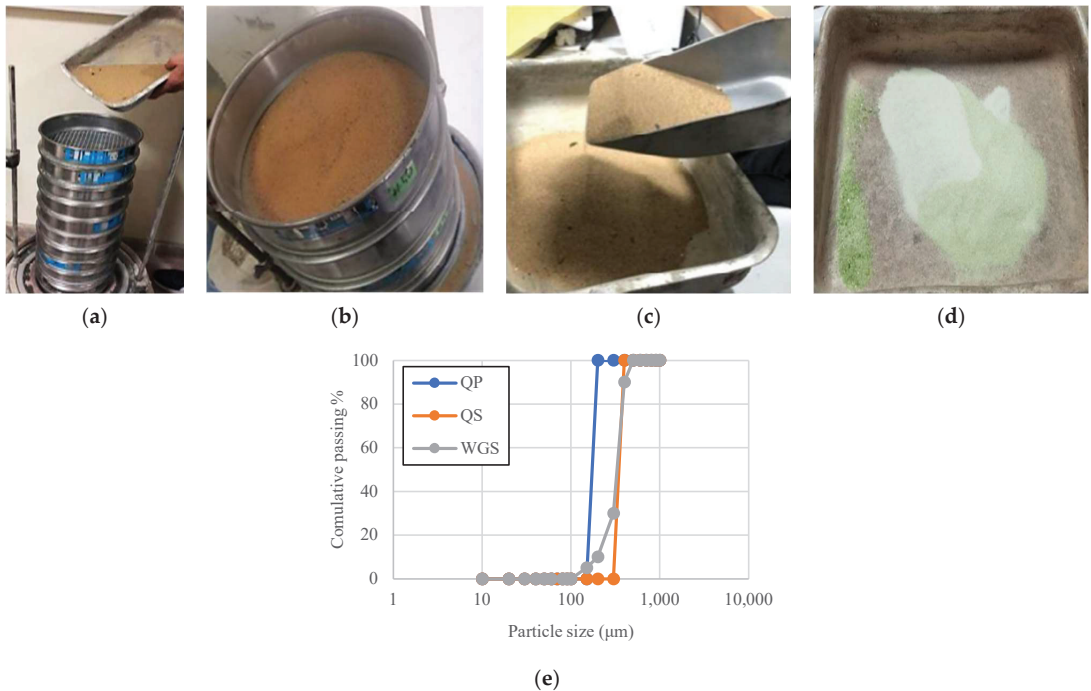 (a)
(b)
(c)
(d)
100
80
60
40
20
0
QP
QS
WGS
Comulative passing %
1
10
100
1,000
10,000
Particle size (μm)
(e)